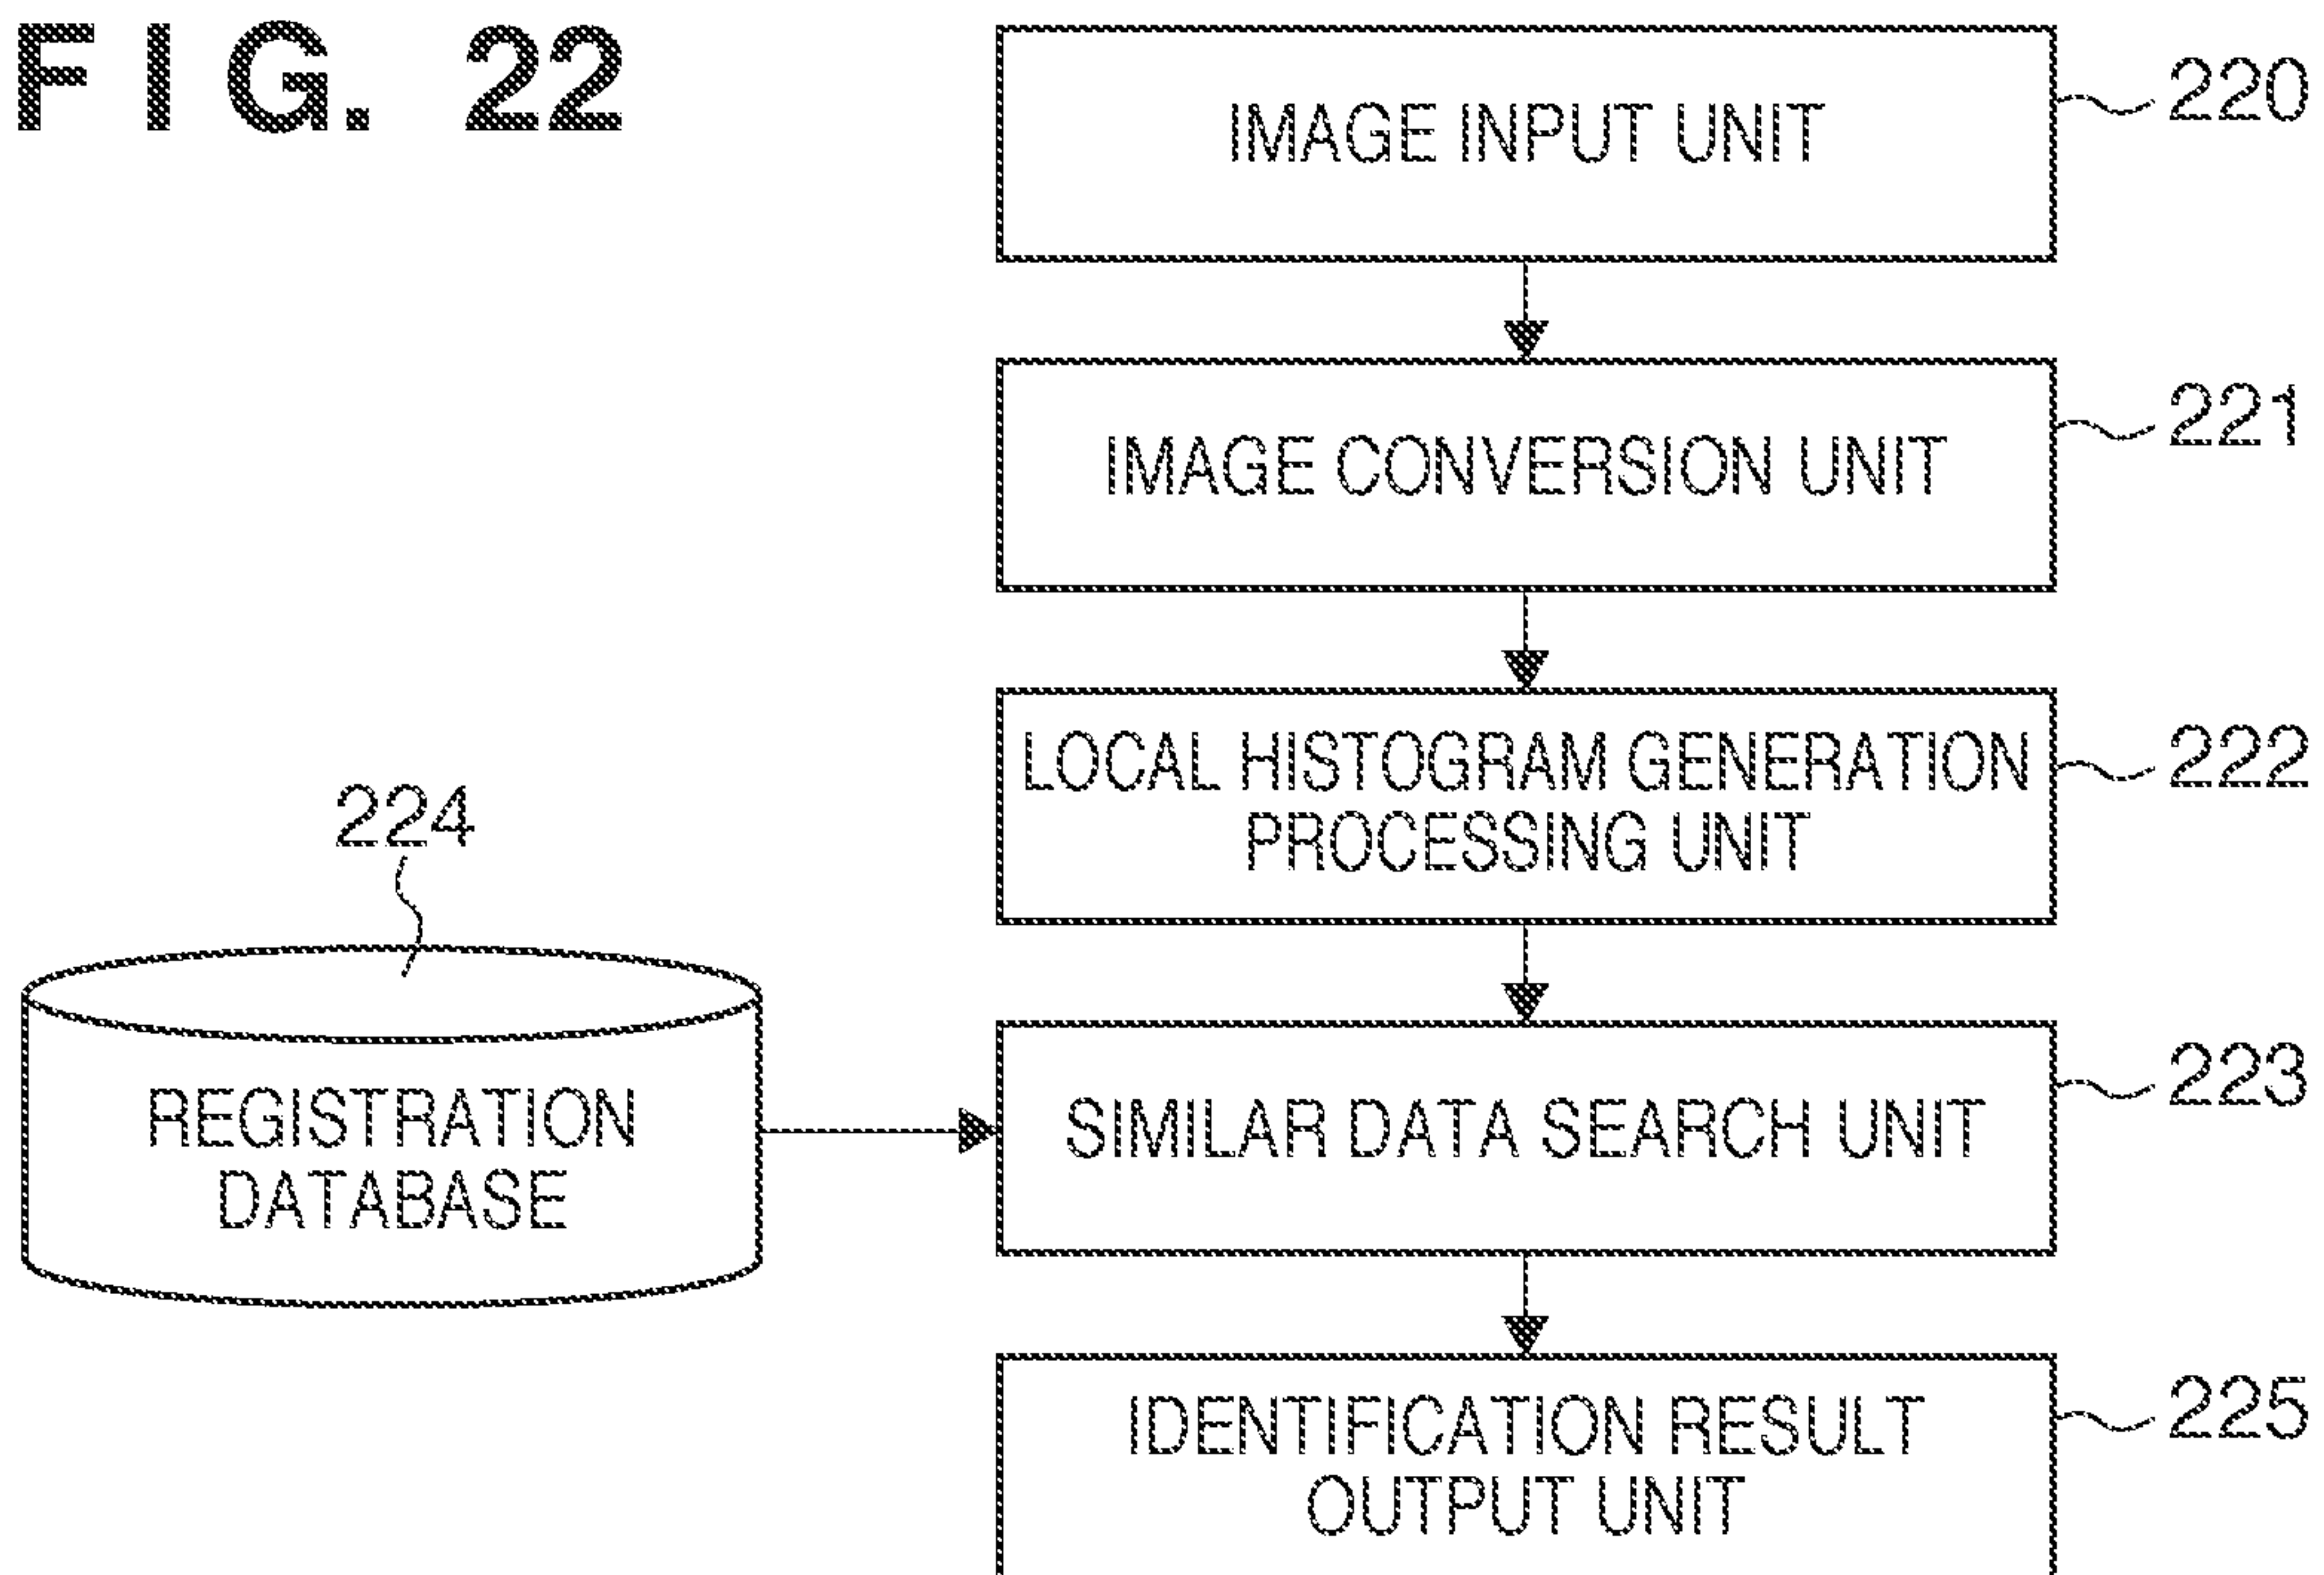 FIG. 22
IMAGE INPUT UNIT
220
IMAGE CONVERSION UNIT
221
LOCAL HISTOGRAM GENERATION
PROCESSING UNIT
222
224
REGISTRATION
DATABASE
SIMILAR DATA SEARCH UNIT
223
IDENTIFICATION RESULT
OUTPUT UNIT
225